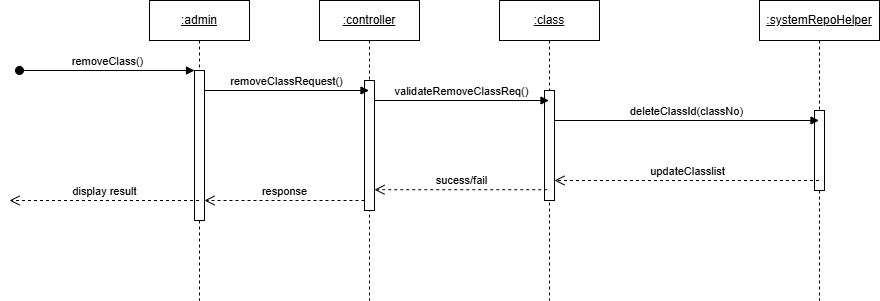 :admin
:controller
:class
:systemRepoHelper
removeClass()
removeClassRequest()
validateRemoveClassReq()
deleteClassId(classNo)
updateClasslist
sucess/fail
response
display result